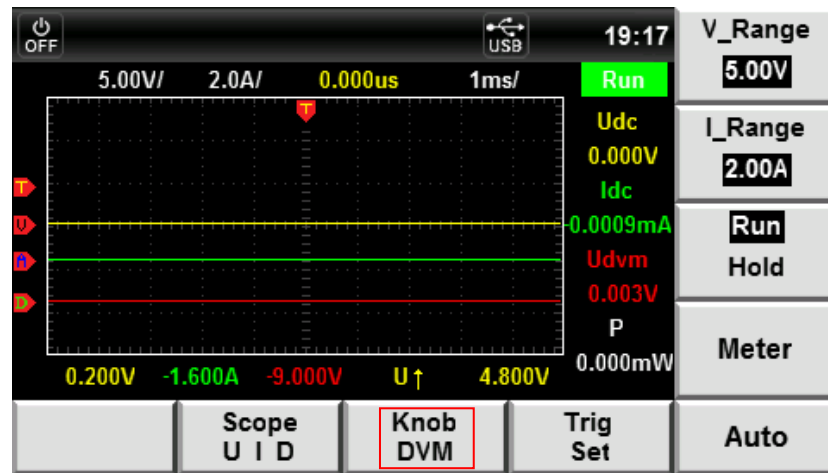 OFF
USB
19:17
5.00V/ 2.0A/ 0.000us 1ms/ Run
T
Udc
0.000V
Idc
-0.0009mA
Udvm
0.003V
P
0.000mW
T
U
A
D
0.200V -1.600A -9.000V U↑ 4.800V
V_Range
5.00V
I_Range
2.00A
Run
Hold
Meter
Auto
Scope
U I D
Knob
DVM
Trig
Set